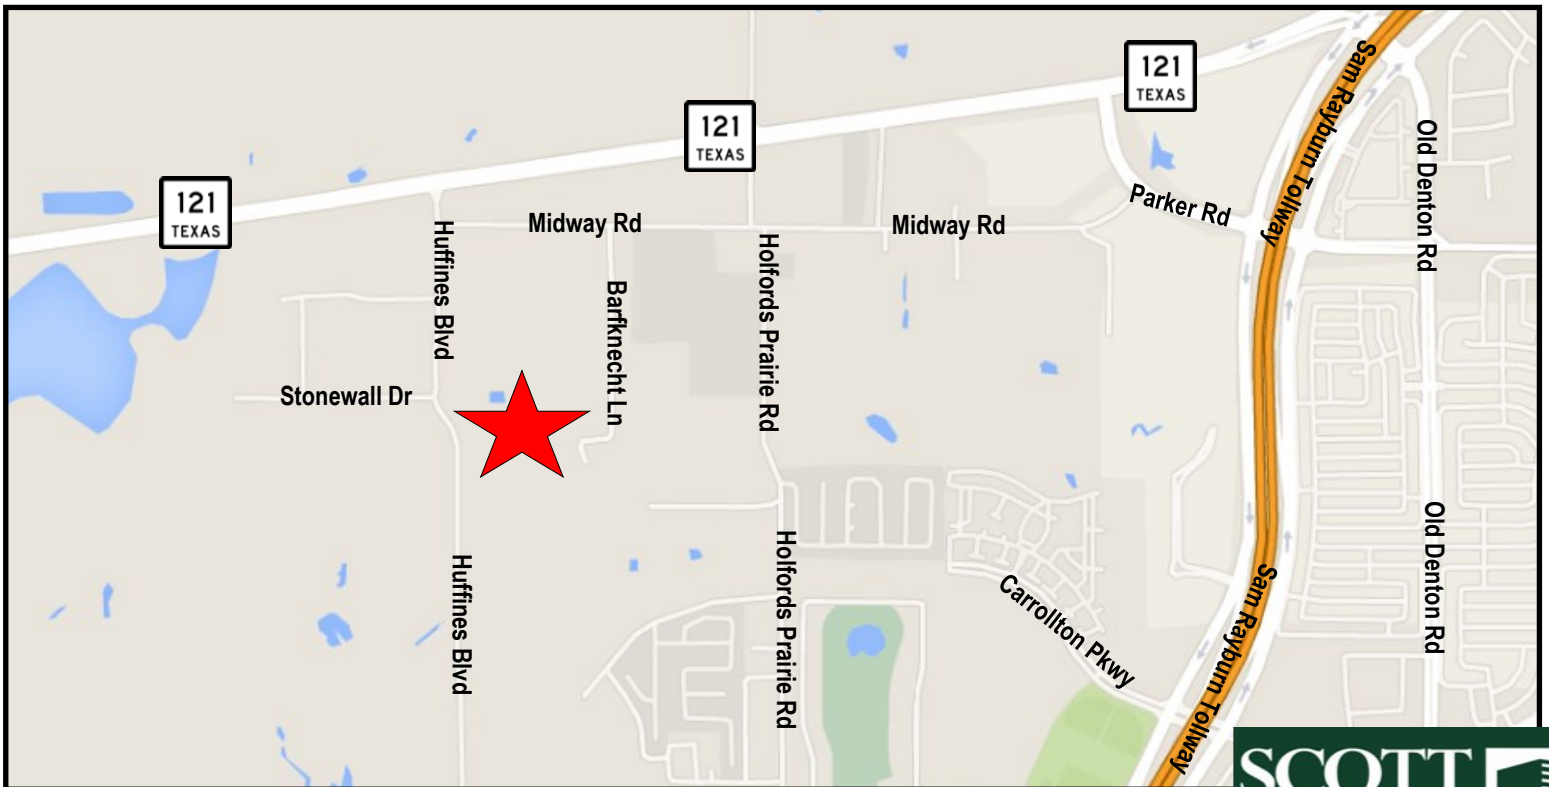 121
TEXAS
121
TEXAS
121
TEXAS
Sam Rayburn Tollway
Old Denton Rd
Parker Rd
Midway Rd
Midway Rd
Huffines Blvd
Barfknecht Ln
Holfords Prairie Rd
Stonewall Dr
Huffines Blvd
Holfords Prairie Rd
Carrollton Pkwy
Sam Rayburn Tollway
Old Denton Rd
SCOTT